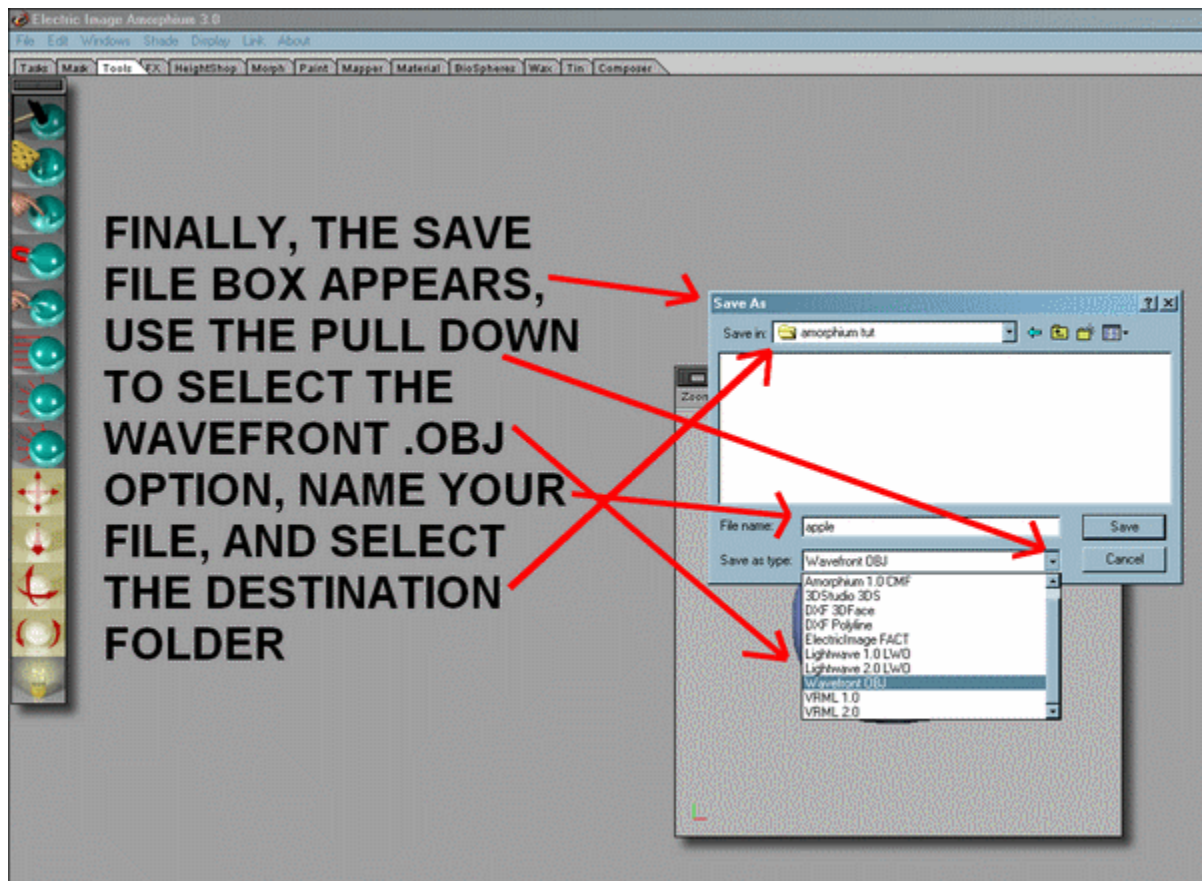 Electric Image Amorphium 3.0
File Edit Windows Shade Display Link About
Tasks Mask Tools FX HeightShop Morph Paint Mapper Material BioSpheres Wax Tin Composer
FINALLY, THE SAVE
FILE BOX APPEARS,
USE THE PULL DOWN
TO SELECT THE
WAVEFRONT .OBJ
OPTION, NAME YOUR
FILE, AND SELECT
THE DESTINATION
FOLDER
Save As
Save in: amorphium tut
Zoom
File name: apple Save
Save as type: Wavefront OBJ Cancel
Amorphium 1.0 CMF
3DStudio 3DS
DXF 3DFace
DXF Polyline
ElectricImage FACT
Lightwave 1.0 LWO
Lightwave 2.0 LWO
Wavefront OBJ
VRML 1.0
VRML 2.0